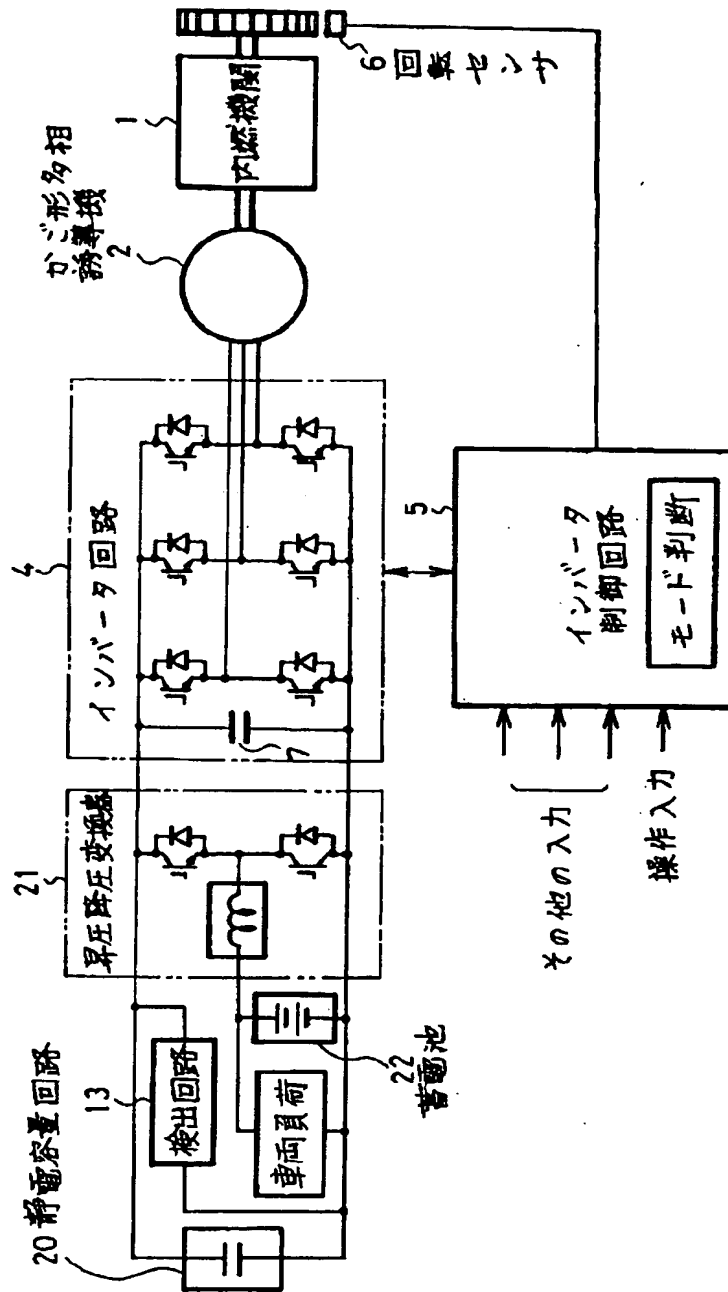 20 静電容量回路
13
検出回路
車両負荷
22
蓄電池
21
昇圧降圧変換器
4
インバータ回路
7
かご形多相
誘導機
2
1
内燃機関
6 回転センサ
5
インバータ
制御回路
モード判断
その他の入力
操作入力